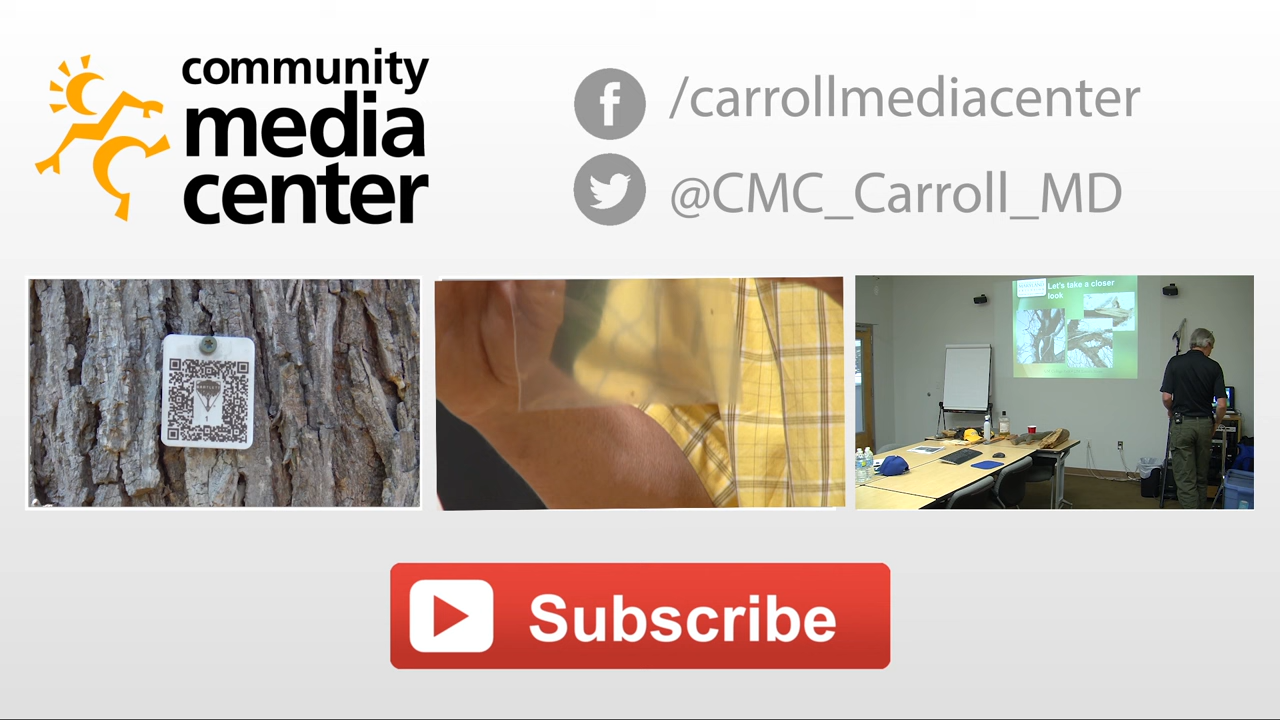 community
media
center
/carrollmediacenter
@CMC_Carroll_MD
Let's take a closer
look
Subscribe